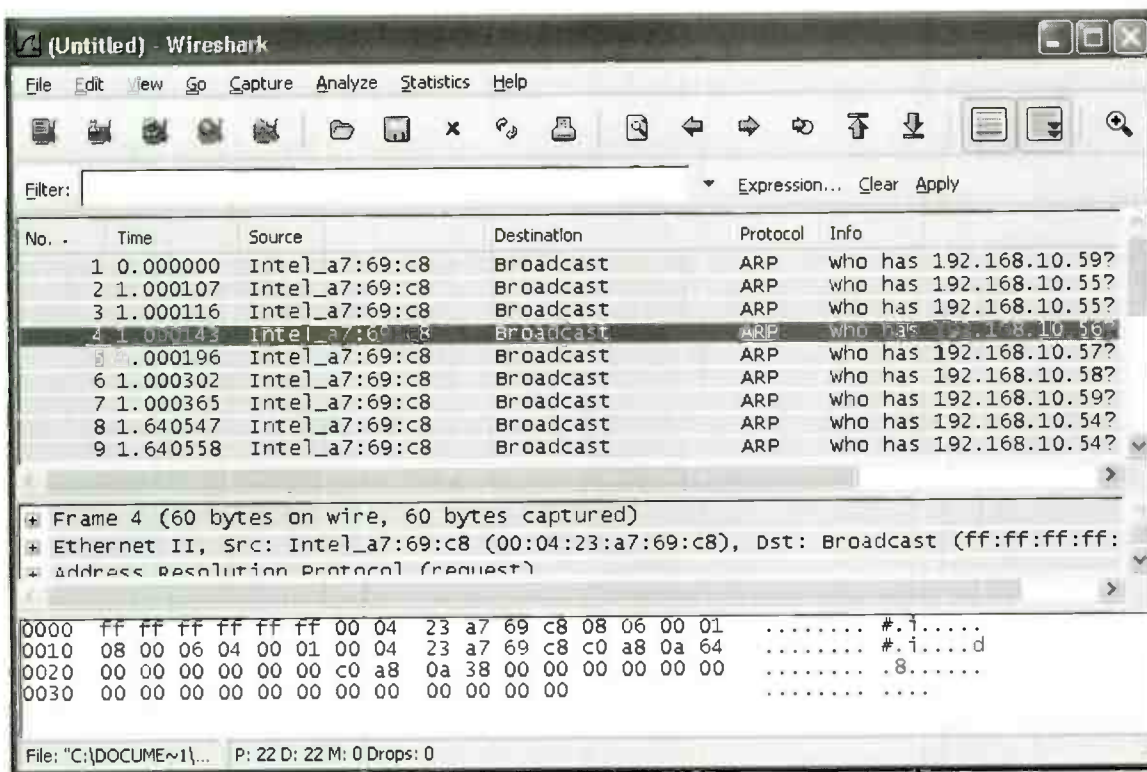 (Untitled) - Wireshark
File Edit View Go Capture Analyze Statistics Help
Filter: Expression... Clear Apply
No. - Time Source Destination Protocol Info
1 0.000000 Intel_a7:69:c8 Broadcast ARP who has 192.168.10.59?
2 1.000107 Intel_a7:69:c8 Broadcast ARP who has 192.168.10.55?
3 1.000116 Intel_a7:69:c8 Broadcast ARP who has 192.168.10.55?
4 1.000143 Intel_a7:69:c8 Broadcast ARP who has 192.168.10.56?
5 1.000196 Intel_a7:69:c8 Broadcast ARP who has 192.168.10.57?
6 1.000302 Intel_a7:69:c8 Broadcast ARP who has 192.168.10.58?
7 1.000365 Intel_a7:69:c8 Broadcast ARP who has 192.168.10.59?
8 1.640547 Intel_a7:69:c8 Broadcast ARP who has 192.168.10.54?
9 1.640558 Intel_a7:69:c8 Broadcast ARP who has 192.168.10.54?
+ Frame 4 (60 bytes on wire, 60 bytes captured)
+ Ethernet II, Src: Intel_a7:69:c8 (00:04:23:a7:69:c8), Dst: Broadcast (ff:ff:ff:ff:
+ Address Resolution Protocol (request)
0000 ff ff ff ff ff ff 00 04 23 a7 69 c8 08 06 00 01 ........ #.i.....
0010 08 00 06 04 00 01 00 04 23 a7 69 c8 c0 a8 0a 64 ........ #.i....d
0020 00 00 00 00 00 00 c0 a8 0a 38 00 00 00 00 00 00 ........ .8......
0030 00 00 00 00 00 00 00 00 00 00 00 00 ........ ....
File: "C:\DOCUME~1\... P: 22 D: 22 M: 0 Drops: 0